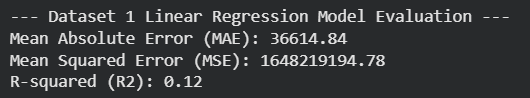 --- Dataset 1 Linear Regression Model Evaluation ---
Mean Absolute Error (MAE): 36614.84
Mean Squared Error (MSE): 1648219194.78
R-squared (R2): 0.12